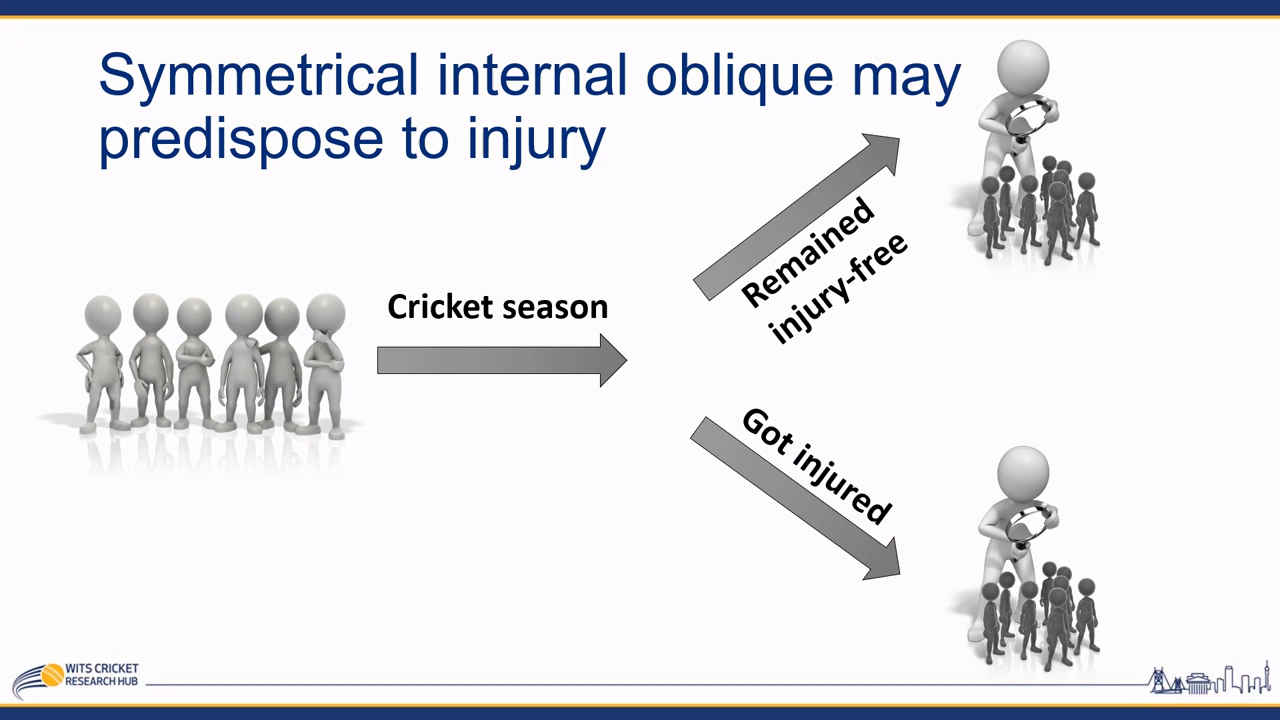 Symmetrical internal oblique may
predispose to injury
Cricket season
Remained
injury-free
Got injured
WITS CRICKET
RESEARCH HUB